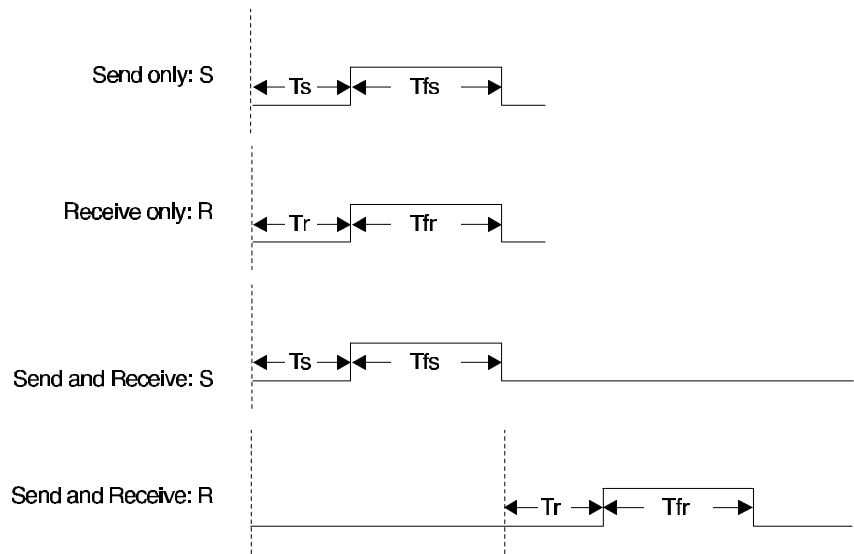 Send only: S
Ts
Tfs
Receive only: R
Tr
Tfr
Send and Receive: S
Ts
Tfs
Send and Receive: R
Tr
Tfr